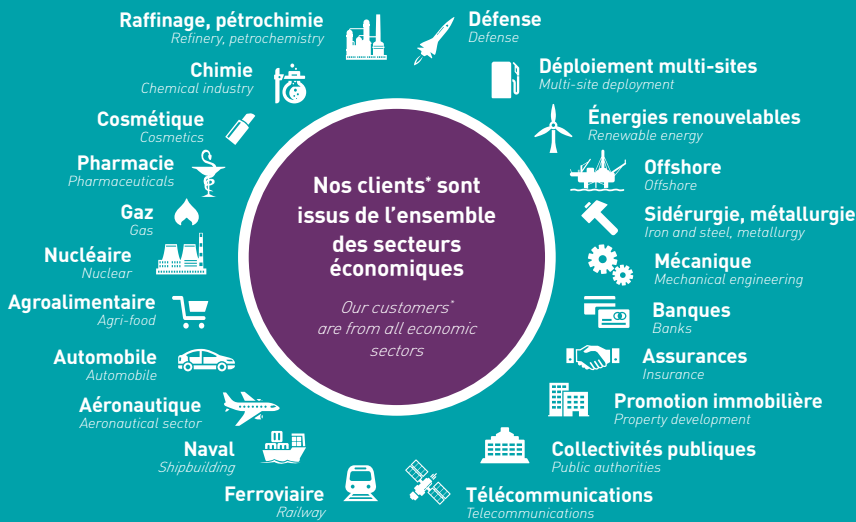 Raffinage, pétrochimie
Refinery, petrochemistry
Chimie
Chemical industry
Cosmétique
Cosmetics
Pharmacie
Pharmaceuticals
Gaz
Gas
Nucléaire
Nuclear
Agroalimentaire
Agri-food
Automobile
Automobile
Aéronautique
Aeronautical sector
Naval
Shipbuilding
Ferroviaire
Railway
Nos clients* sont
issus de l'ensemble
des secteurs
économiques
Our customers*
are from all economic
sectors
Défense
Defense
Déploiement multi-sites
Multi-site deployment
Énergies renouvelables
Renewable energy
Offshore
Offshore
Sidérurgie, métallurgie
Iron and steel, metallurgy
Mécanique
Mechanical engineering
Banques
Banks
Assurances
Insurance
Promotion immobilière
Property development
Collectivités publiques
Public authorities
Télécommunications
Telecommunications